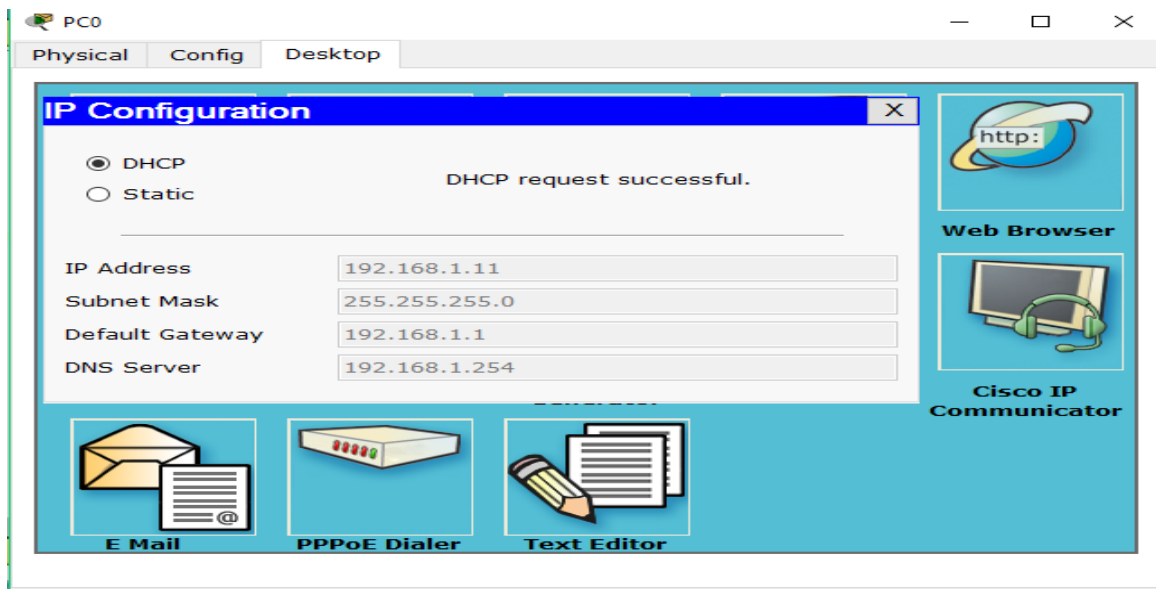 PC0
Physical Config Desktop
IP Configuration X
DHCP
Static
DHCP request successful.
IP Address 192.168.1.11
Subnet Mask 255.255.255.0
Default Gateway 192.168.1.1
DNS Server 192.168.1.254
http:
Web Browser
Cisco IP
Communicator
@
E Mail PPPoE Dialer Text Editor